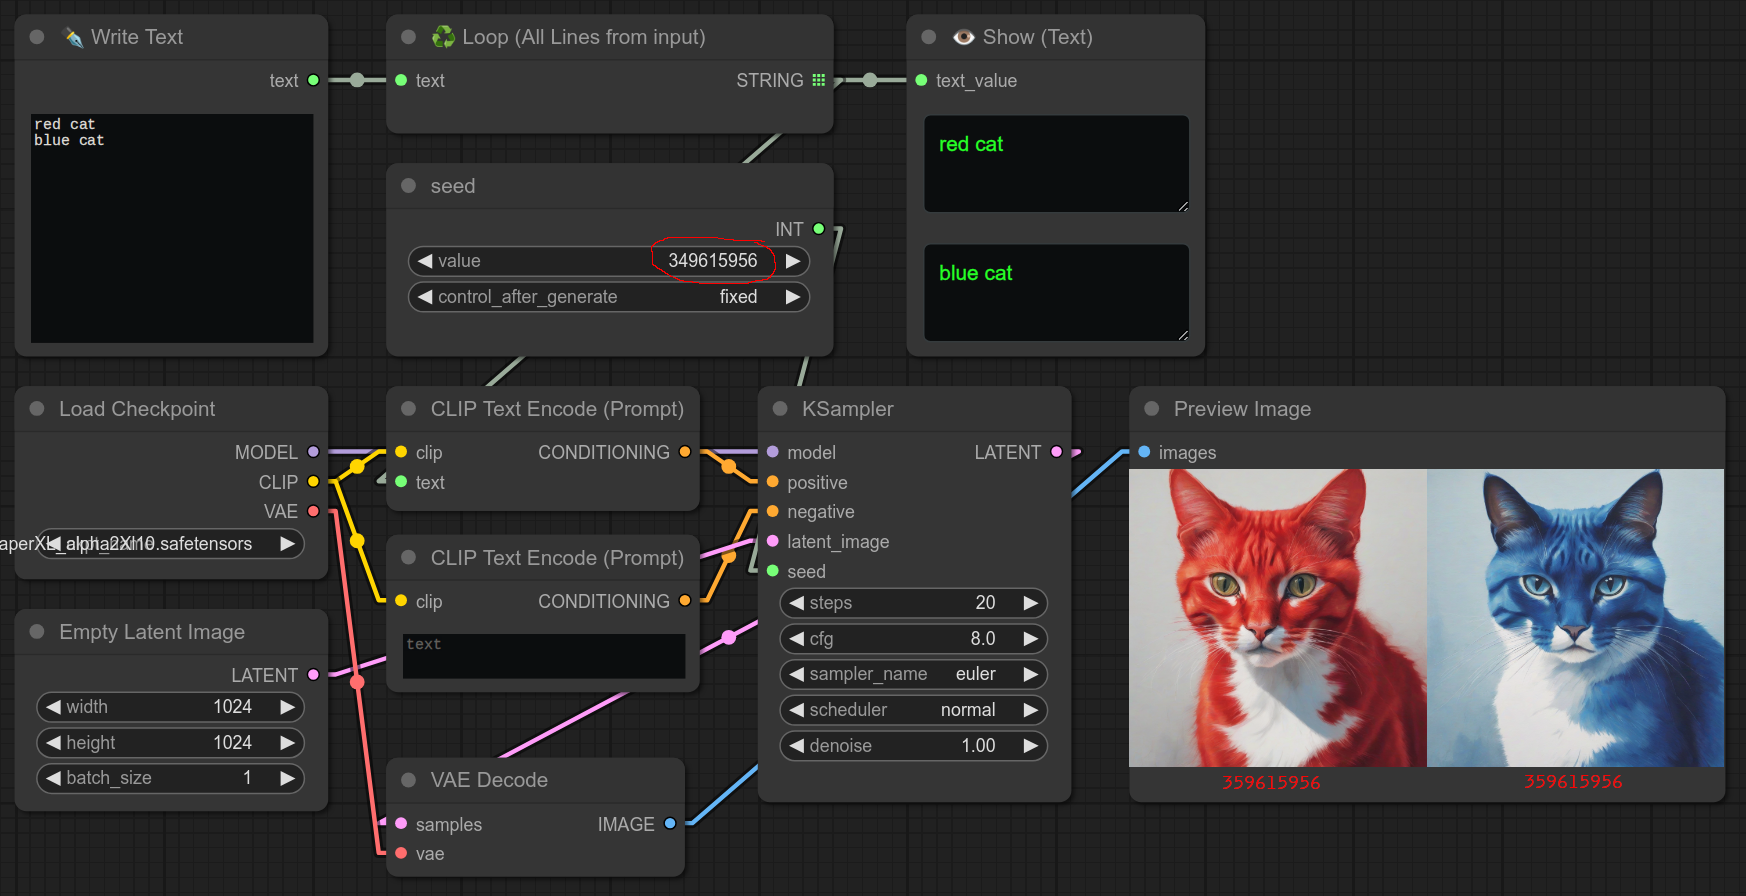 Write Text
text
red cat
blue cat
Loop (All Lines from input)
text
STRING
Show (Text)
text_value
red cat
blue cat
seed
INT
value 349615956
control_after_generate fixed
Load Checkpoint
MODEL
CLIP
VAE
.safetensors
CLIP Text Encode (Prompt)
clip
CONDITIONING
text
CLIP Text Encode (Prompt)
clip
CONDITIONING
text
KSampler
model
LATENT
positive
negative
latent_image
seed
steps 20
cfg 8.0
sampler_name euler
scheduler normal
denoise 1.00
Preview Image
images
359615956
359615956
Empty Latent Image
LATENT
width 1024
height 1024
batch_size 1
VAE Decode
samples
IMAGE
vae